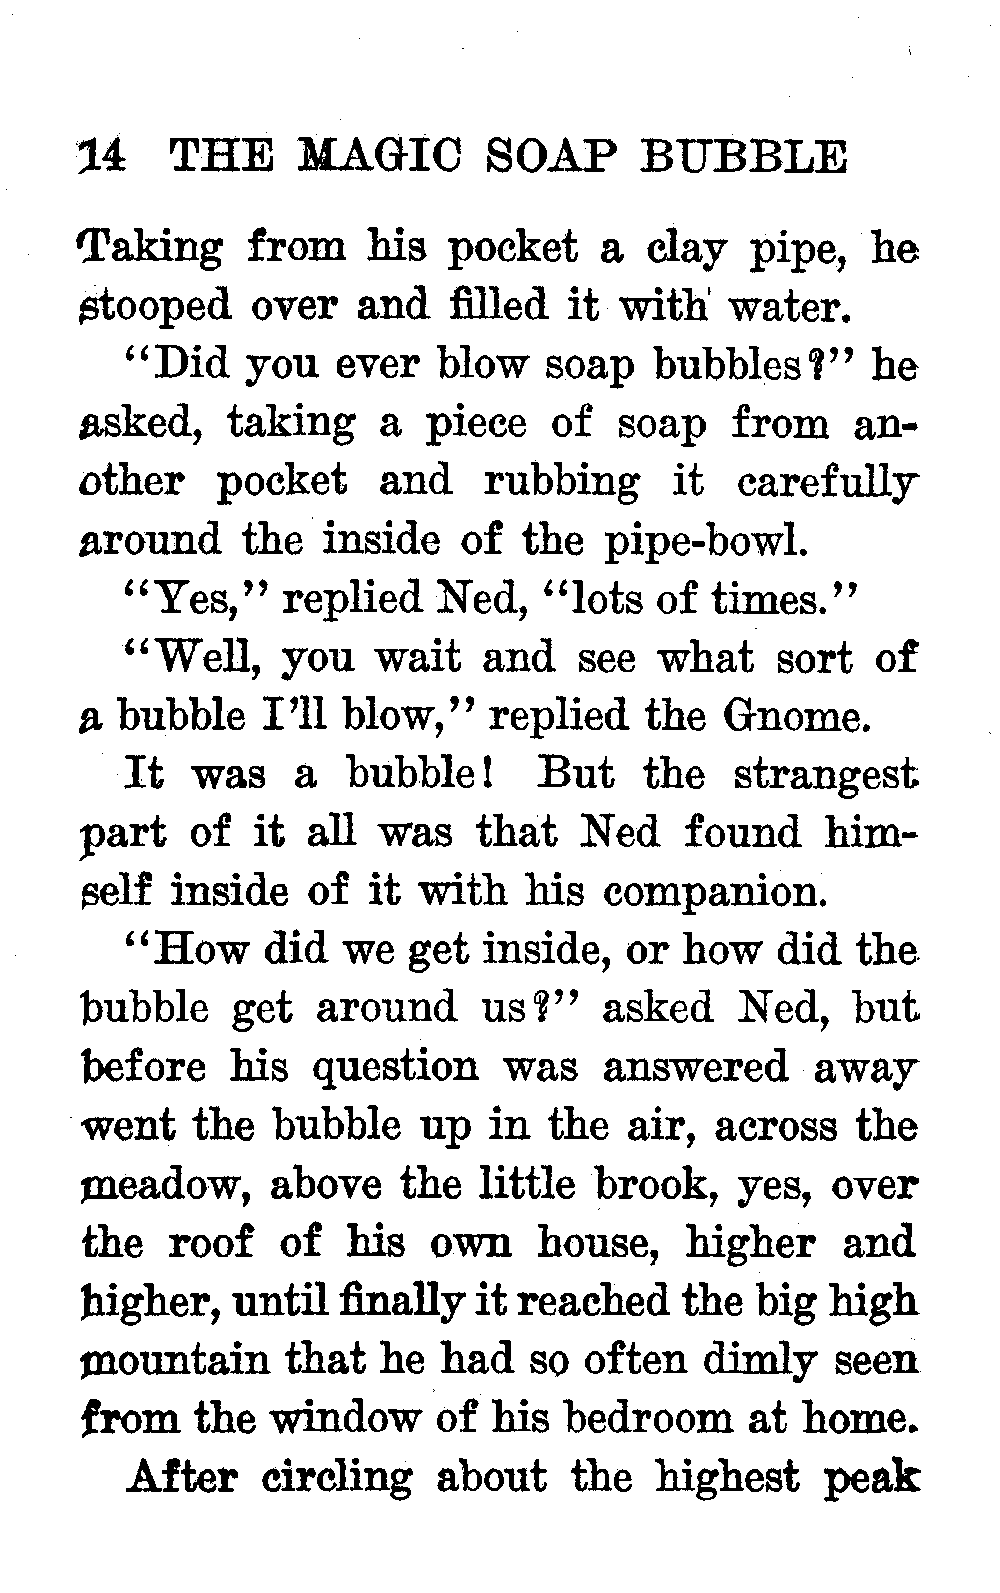 14 THE MAGIC SOAP BUBBLE
Taking from his pocket a clay pipe, he
stooped over and filled it with water.
“Did you ever blow soap bubbles?” he
asked, taking a piece of soap from an-
other pocket and rubbing it carefully
around the inside of the pipe-bowl.
“Yes,” replied Ned, “lots of times.”
“Well, you wait and see what sort of
a bubble I’ll blow,” replied the Gnome.
It was a bubble! But the strangest
part of it all was that Ned found him-
self inside of it with his companion.
“How did we get inside, or how did the
bubble get around us?” asked Ned, but
before his question was answered away
went the bubble up in the air, across the
meadow, above the little brook, yes, over
the roof of his own house, higher and
higher, until finally it reached the big high
mountain that he had so often dimly seen
from the window of his bedroom at home.
After circling about the highest peak